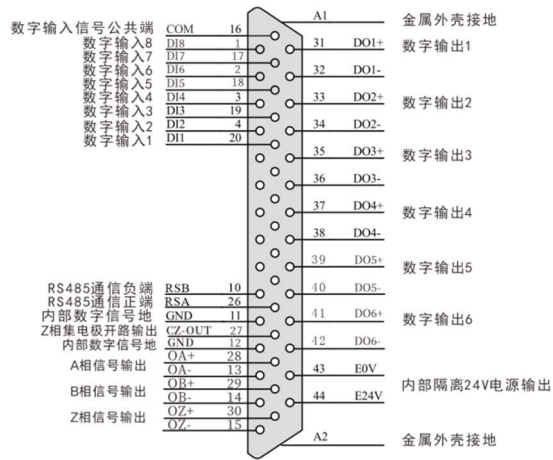 A1 金属外壳接地
数字输入信号公共端 COM 16
数字输入8 DI8 1
数字输入7 DI7 17
数字输入6 DI6 2
数字输入5 DI5 18
数字输入4 DI4 3
数字输入3 DI3 19
数字输入2 DI2 4
数字输入1 DI1 20
31 DO1+ 数字输出1
32 DO1-
33 DO2+ 数字输出2
34 DO2-
35 DO3+ 数字输出3
36 DO3-
37 DO4+ 数字输出4
38 DO4-
39 DO5+ 数字输出5
40 DO5-
41 DO6+ 数字输出6
42 DO6-
43 E0V
44 E24V
内部隔离24V电源输出
RS485通信负端 RSB 10
RS485通信正端 RSA 26
内部数字信号地 GND 11
Z相集电极开路输出 CZ-OUT 27
内部数字信号地 GND 12
A相信号输出 OA+ 28
OA- 13
B相信号输出 OB+ 29
OB- 14
Z相信号输出 OZ+ 30
OZ- 15
A2 金属外壳接地